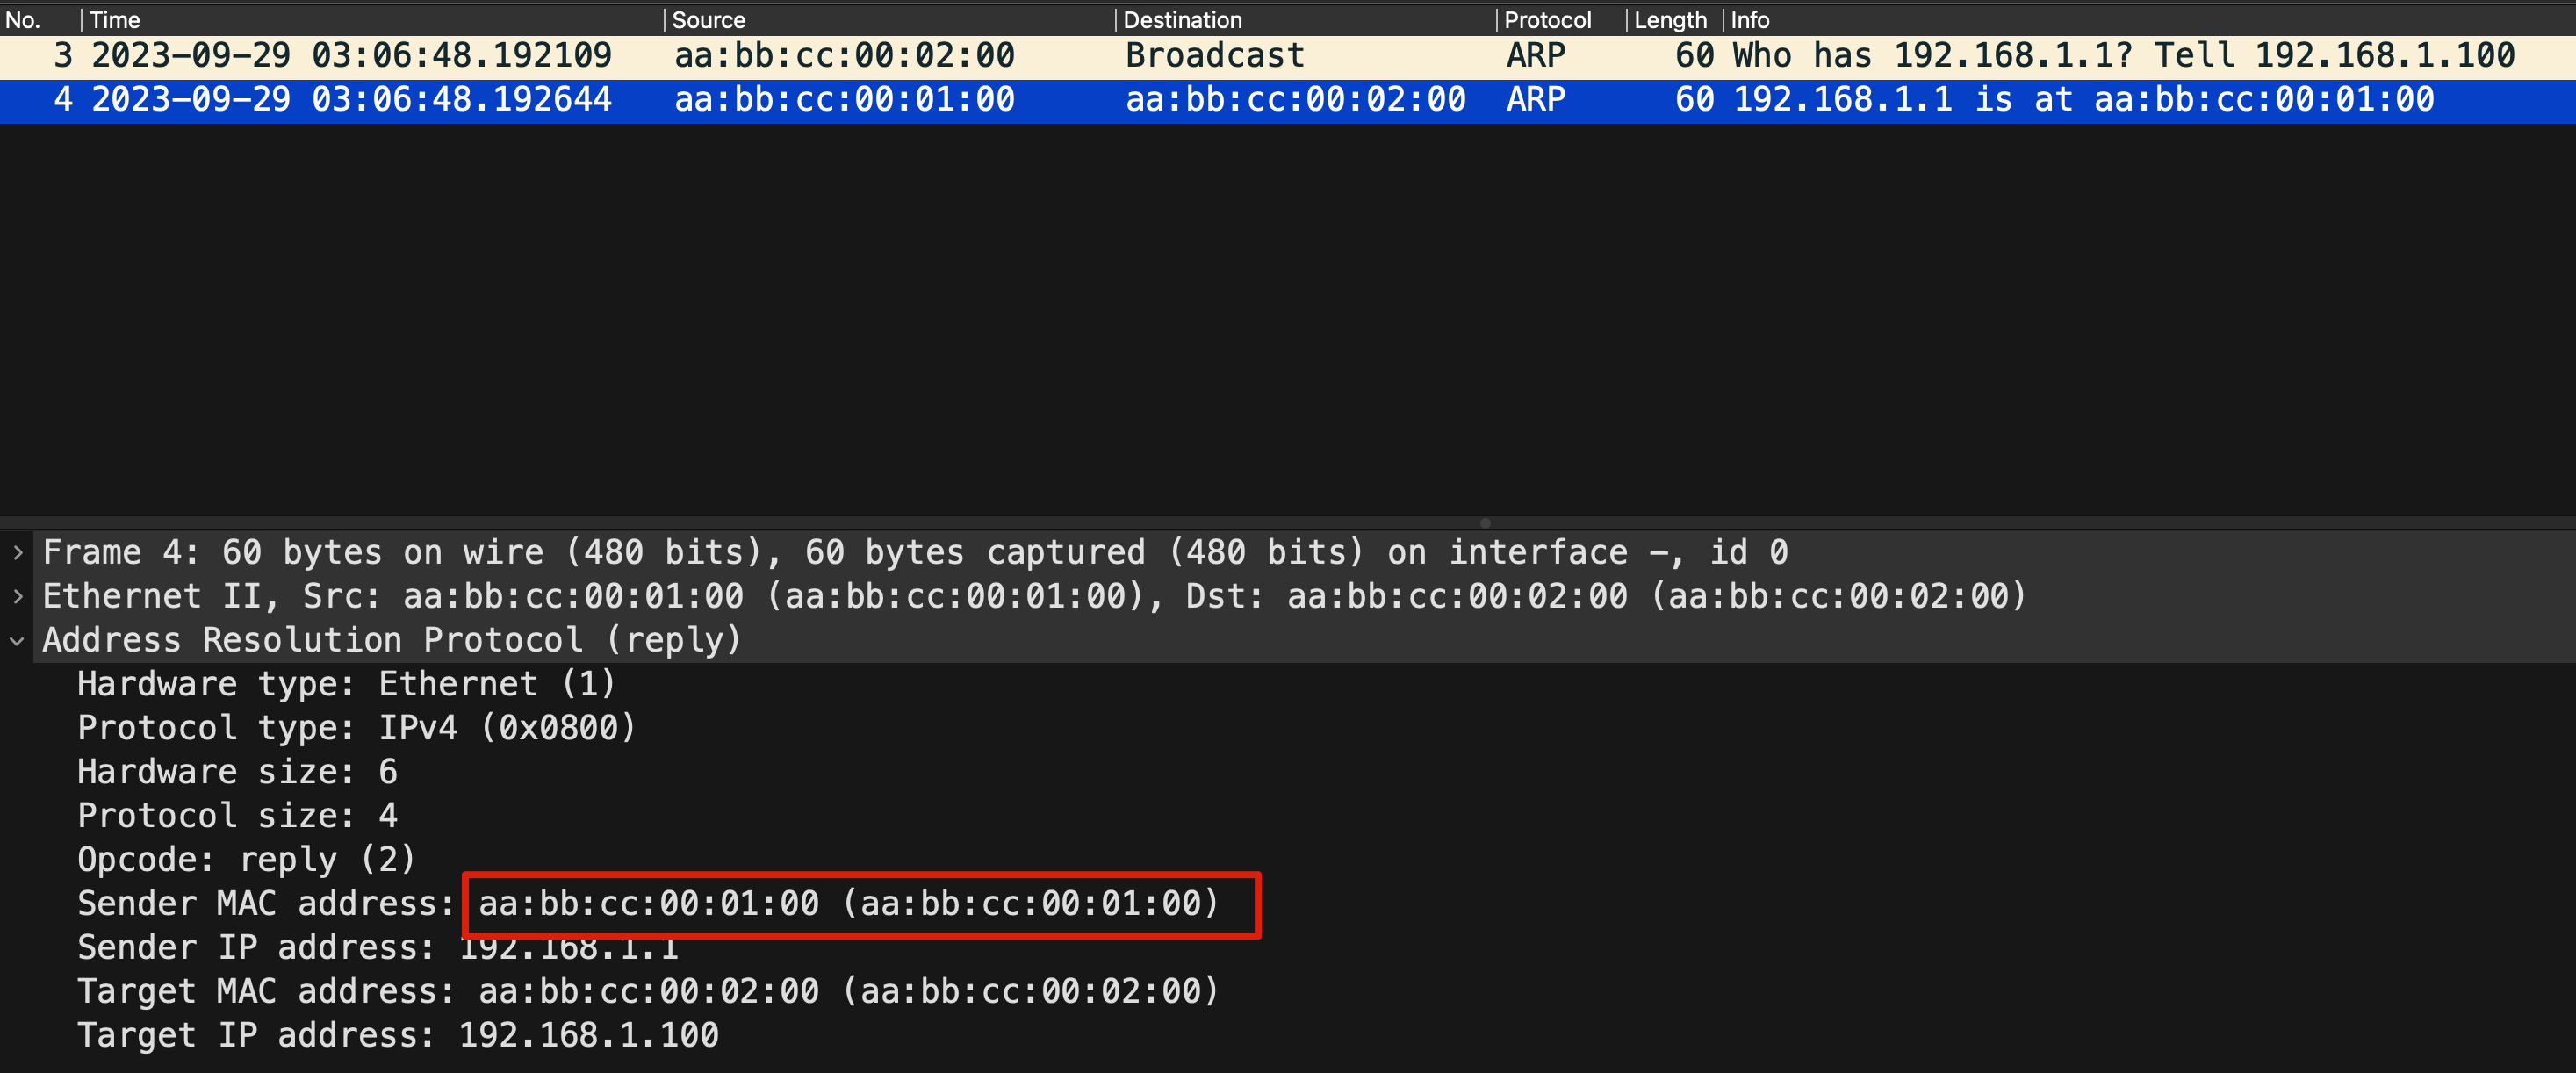 No. Time Source Destination Protocol Length Info
3 2023-09-29 03:06:48.192109 aa:bb:cc:00:02:00 Broadcast ARP 60 Who has 192.168.1.1? Tell 192.168.1.100
4 2023-09-29 03:06:48.192644 aa:bb:cc:00:01:00 aa:bb:cc:00:02:00 ARP 60 192.168.1.1 is at aa:bb:cc:00:01:00
Frame 4: 60 bytes on wire (480 bits), 60 bytes captured (480 bits) on interface -, id 0
Ethernet II, Src: aa:bb:cc:00:01:00 (aa:bb:cc:00:01:00), Dst: aa:bb:cc:00:02:00 (aa:bb:cc:00:02:00)
Address Resolution Protocol (reply)
Hardware type: Ethernet (1)
Protocol type: IPv4 (0x0800)
Hardware size: 6
Protocol size: 4
Opcode: reply (2)
Sender MAC address: aa:bb:cc:00:01:00 (aa:bb:cc:00:01:00)
Sender IP address: 192.168.1.1
Target MAC address: aa:bb:cc:00:02:00 (aa:bb:cc:00:02:00)
Target IP address: 192.168.1.100